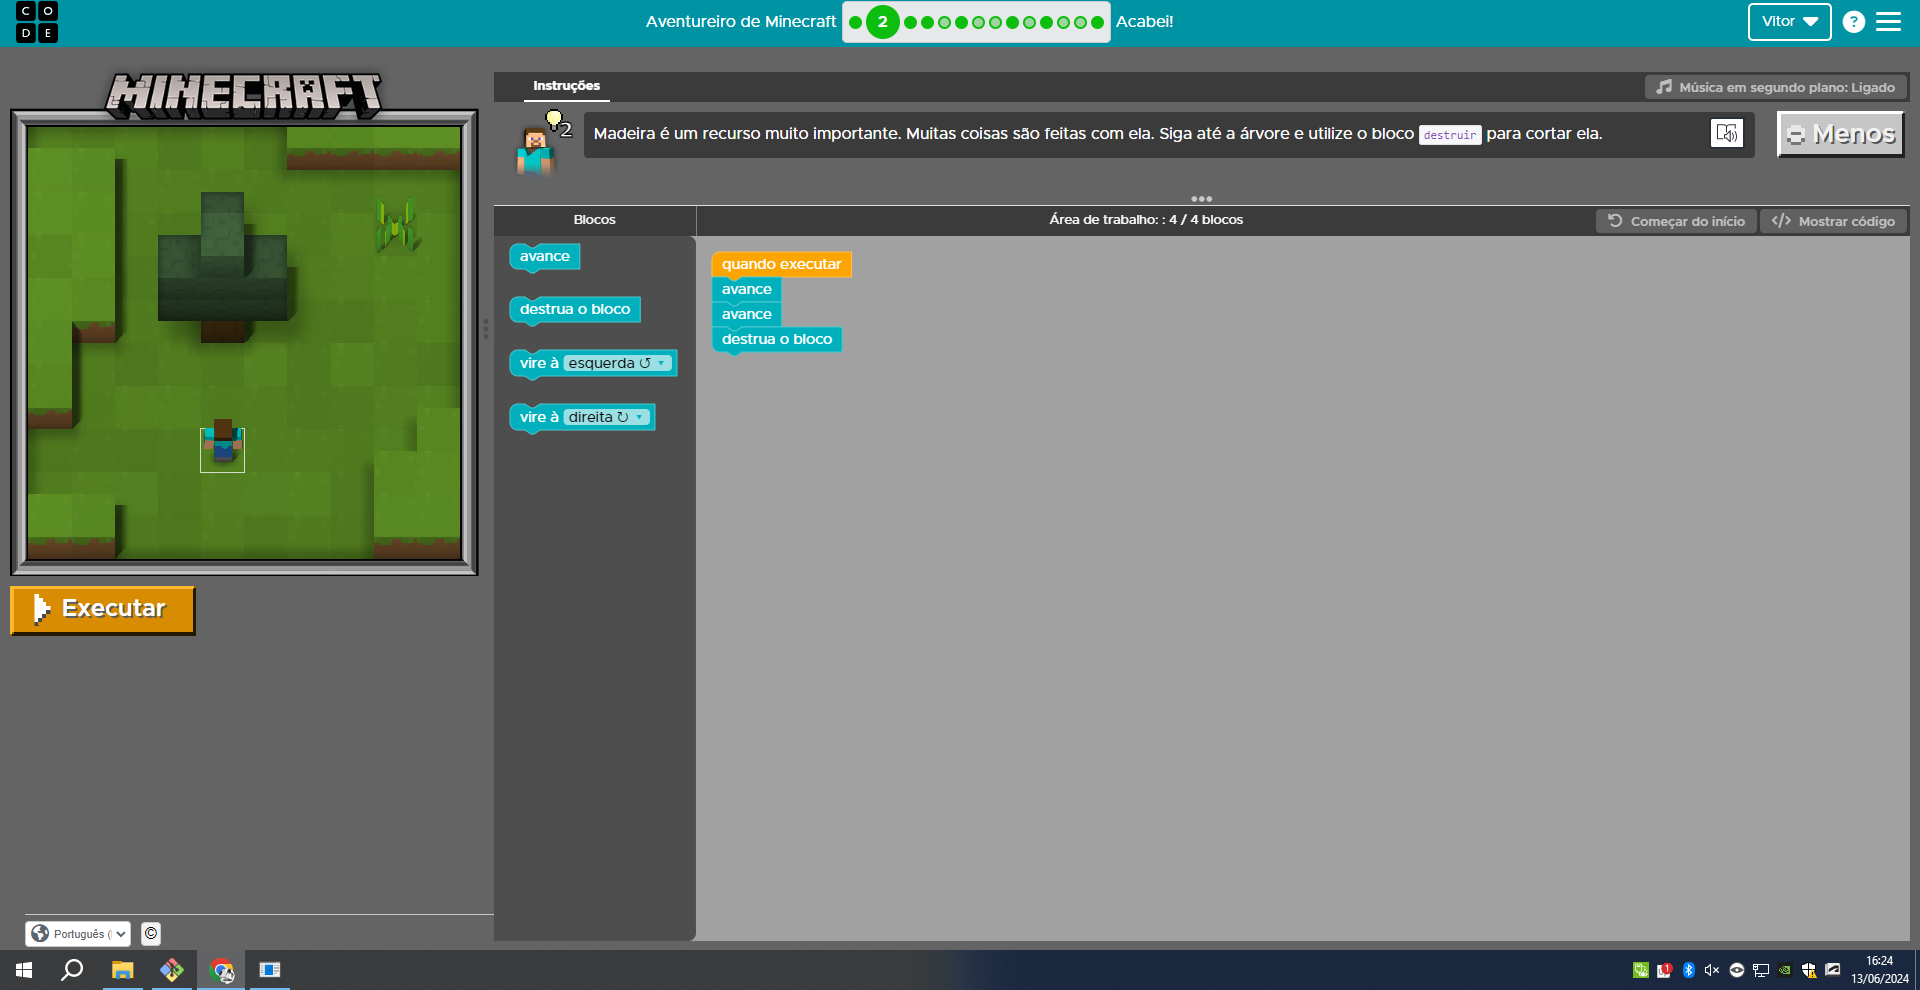 C O
D E
Aventureiro de Minecraft
2
Acabei!
Vitor
?
MINECRAFT
Instruções
Música em segundo plano: Ligado
2
Madeira é um recurso muito importante. Muitas coisas são feitas com ela. Siga até a árvore e utilize o bloco destruir para cortar ela.
Menos
Blocos
Área de trabalho: : 4 / 4 blocos
Começar do início
</> Mostrar código
avance
destrua o bloco
vire à esquerda ↺
vire à direita ↻
quando executar
avance
avance
destrua o bloco
Executar
Português (
©
1
16:24
13/06/2024